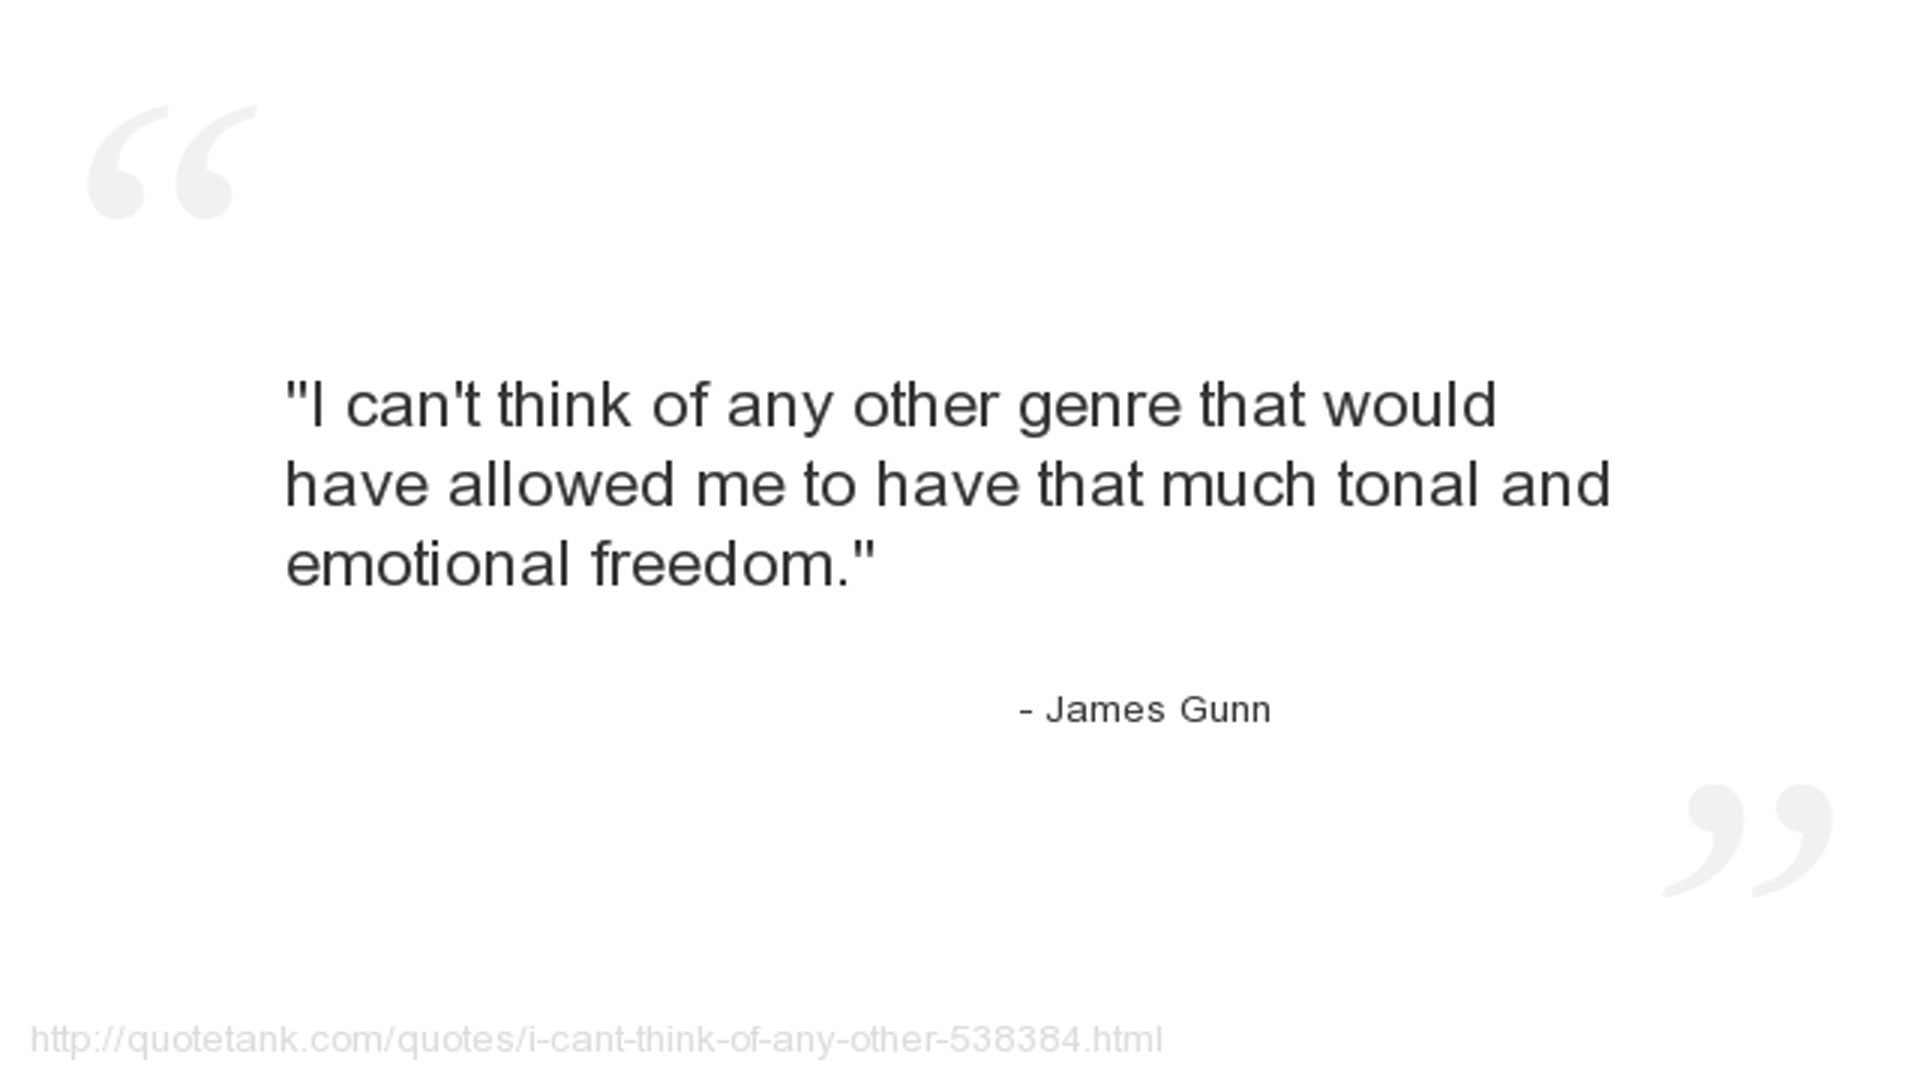 “
"I can't think of any other genre that would
have allowed me to have that much tonal and
emotional freedom."
- James Gunn
”
http://quotetank.com/quotes/i-cant-think-of-any-other-538384.html